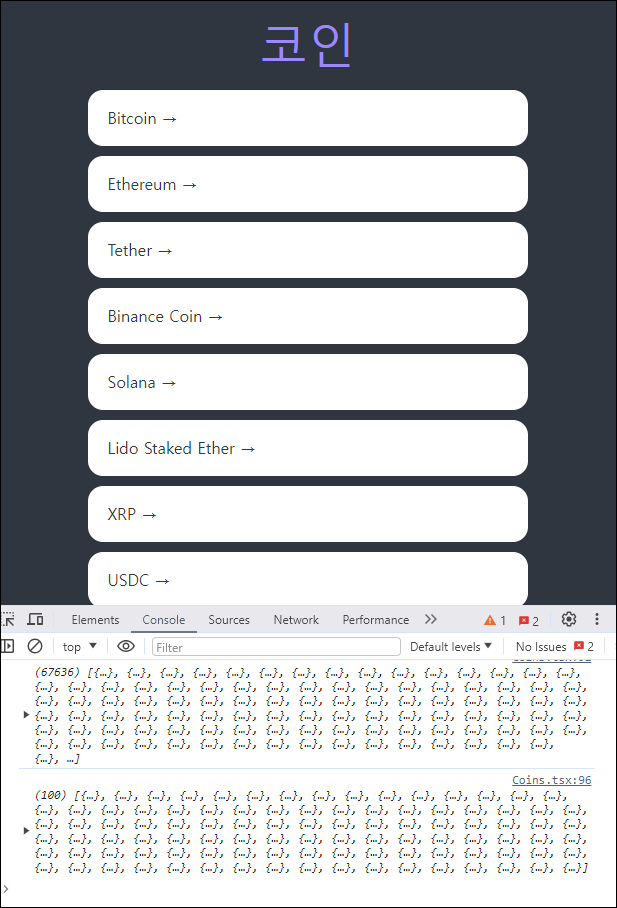 코인
Bitcoin →
Ethereum →
Tether →
Binance Coin →
Solana →
Lido Staked Ether →
XRP →
USDC →
Elements Console Sources Network Performance 1 2
top Filter Default levels ▼ No Issues 2
(67636) [{…}, {…}, {…}, {…}, {…}, {…}, {…}, {…}, {…}, {…}, {…}, {…}, {…}, {…}, {…},
{…}, {…}, {…}, {…}, {…}, {…}, {…}, {…}, {…}, {…}, {…}, {…}, {…}, {…}, {…}, {…}, {…},
{…}, {…}, {…}, {…}, {…}, {…}, {…}, {…}, {…}, {…}, {…}, {…}, {…}, {…}, {…}, {…}, {…},
{…}, {…}, {…}, {…}, {…}, {…}, {…}, {…}, {…}, {…}, {…}, {…}, {…}, {…}, {…}, {…}, {…},
{…}, {…}, {…}, {…}, {…}, {…}, {…}, {…}, {…}, {…}, {…}, {…}, {…}, {…}, {…}, {…}, {…},
{…}, {…}, {…}, {…}, {…}, {…}, {…}, {…}, {…}, {…}, {…}, {…}, {…}, {…}, {…}, {…},
{…}, …]
Coins.tsx:96
(100) [{…}, {…}, {…}, {…}, {…}, {…}, {…}, {…}, {…}, {…}, {…}, {…}, {…}, {…}, {…},
{…}, {…}, {…}, {…}, {…}, {…}, {…}, {…}, {…}, {…}, {…}, {…}, {…}, {…}, {…}, {…}, {…},
{…}, {…}, {…}, {…}, {…}, {…}, {…}, {…}, {…}, {…}, {…}, {…}, {…}, {…}, {…}, {…}, {…},
{…}, {…}, {…}, {…}, {…}, {…}, {…}, {…}, {…}, {…}, {…}, {…}, {…}, {…}, {…}, {…}, {…},
{…}, {…}, {…}, {…}, {…}, {…}, {…}, {…}, {…}, {…}, {…}, {…}, {…}, {…}, {…}, {…}, {…},
{…}, {…}, {…}, {…}, {…}, {…}, {…}, {…}, {…}, {…}, {…}, {…}, {…}, {…}, {…}, {…}, {…}]